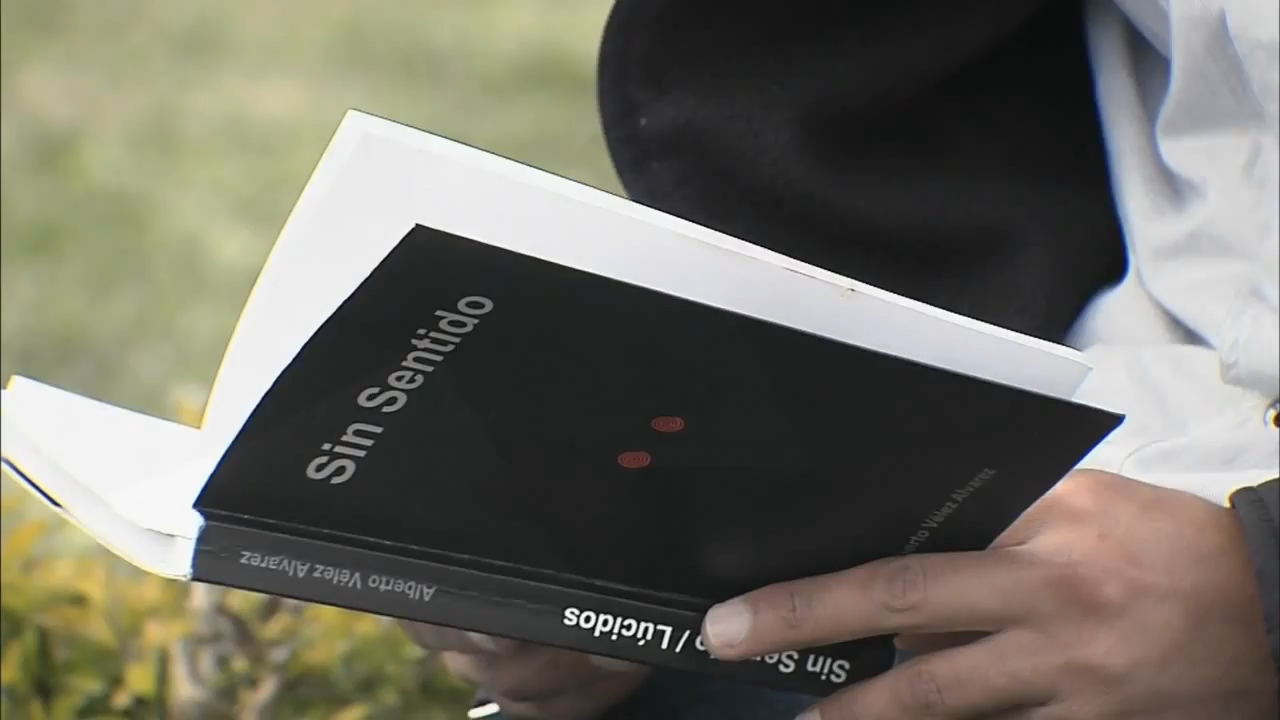 Sin Sentido
Vélez Alvarez
Alberto Vélez Alvarez
Sin / Lúcidos